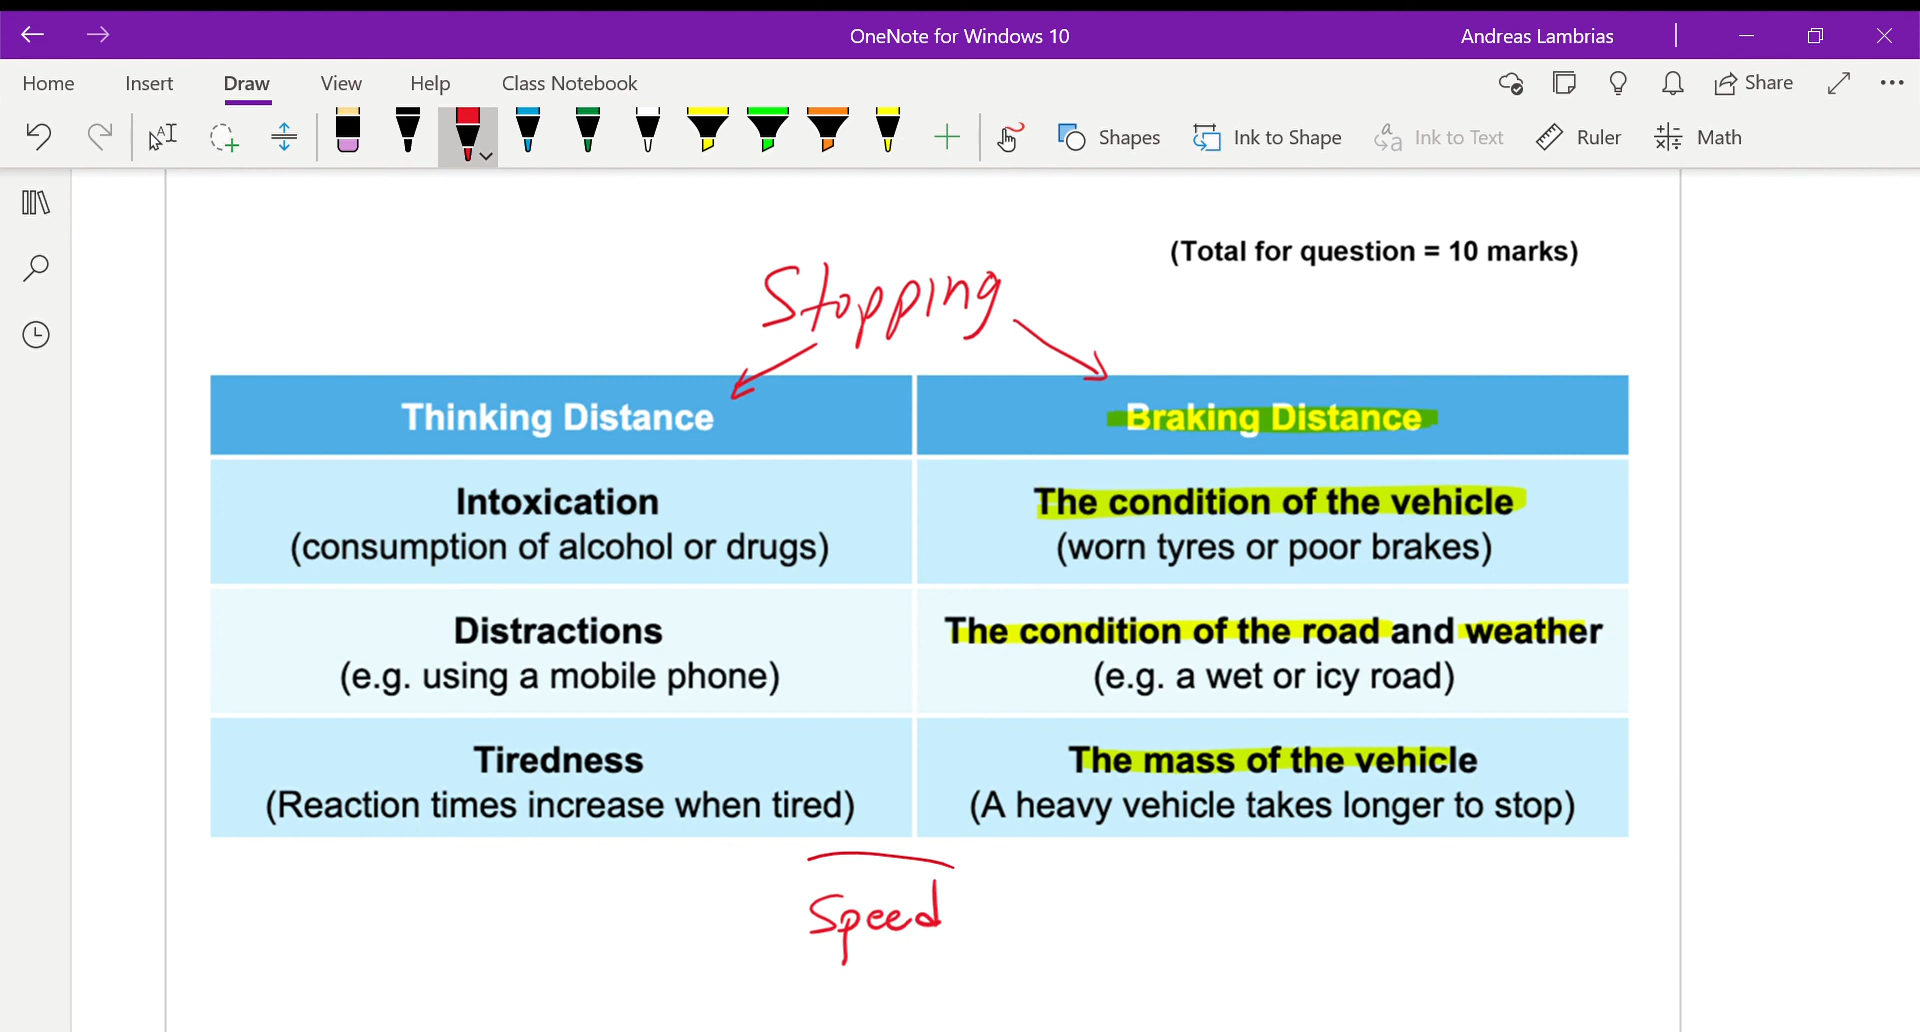 OneNote for Windows 10
Andreas Lambrias
Home Insert Draw View Help Class Notebook
Share
Shapes Ink to Shape Ink to Text Ruler Math
(Total for question = 10 marks)
Stopping
Thinking Distance
Braking Distance
Intoxication
(consumption of alcohol or drugs)
The condition of the vehicle
(worn tyres or poor brakes)
Distractions
(e.g. using a mobile phone)
The condition of the road and weather
(e.g. a wet or icy road)
Tiredness
(Reaction times increase when tired)
The mass of the vehicle
(A heavy vehicle takes longer to stop)
Speed